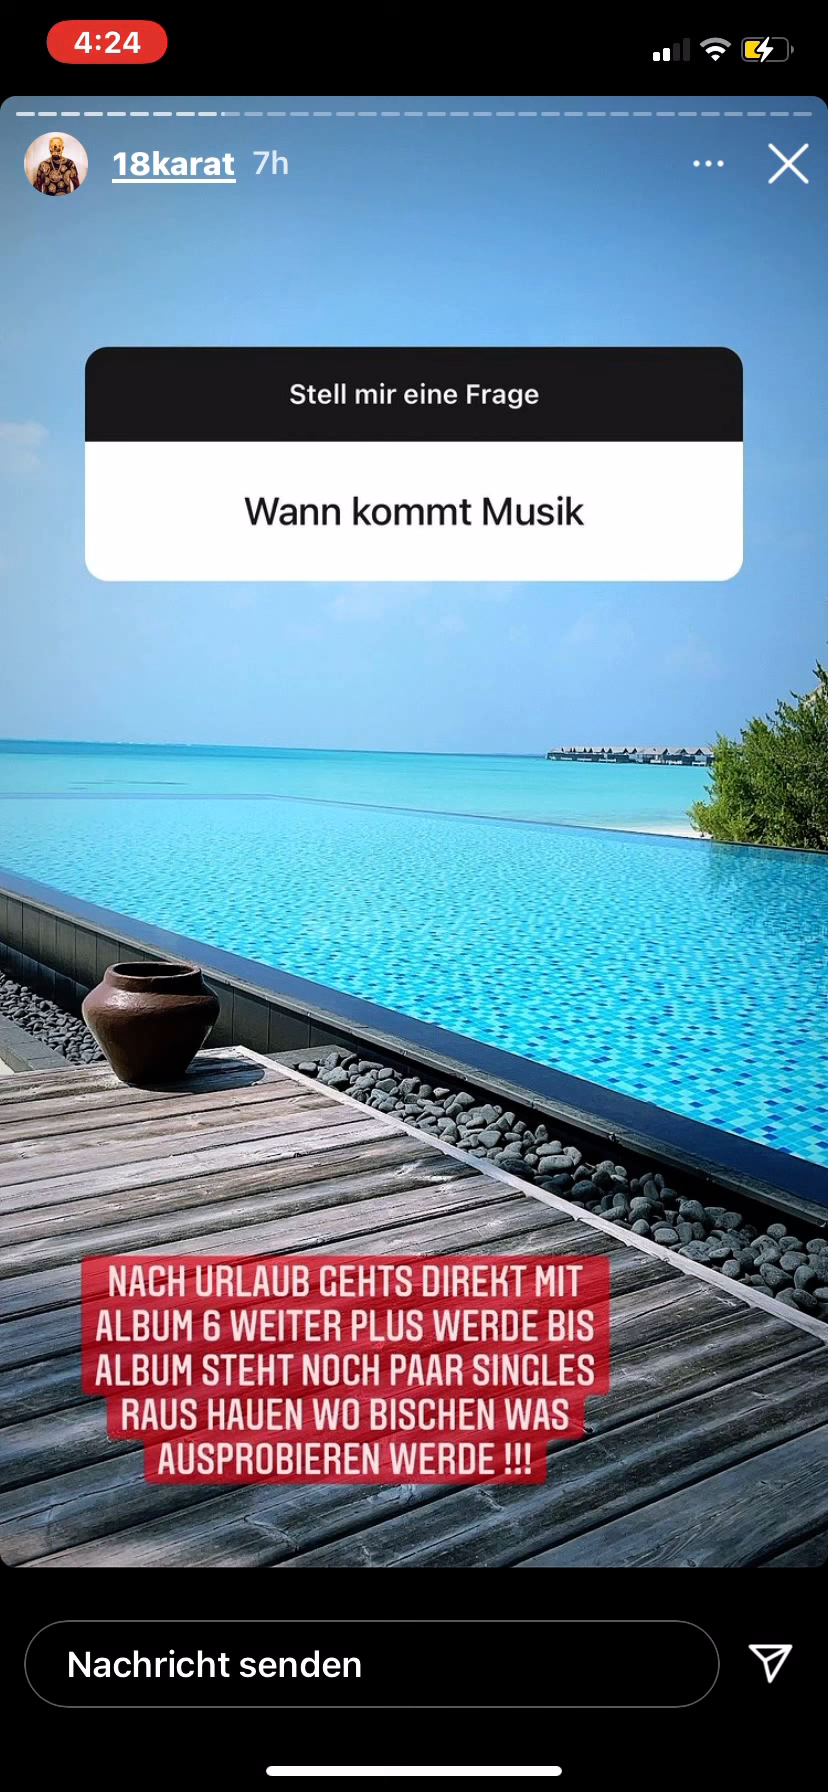 4:24
18karat 7h
Stell mir eine Frage
Wann kommt Musik
NACH URLAUB GEHTS DIREKT MIT
ALBUM 6 WEITER PLUS WERDE BIS
ALBUM STEHT NOCH PAAR SINGLES
RAUS HAUEN WO BISCHEN WAS
AUSPROBIEREN WERDE !!!
Nachricht senden